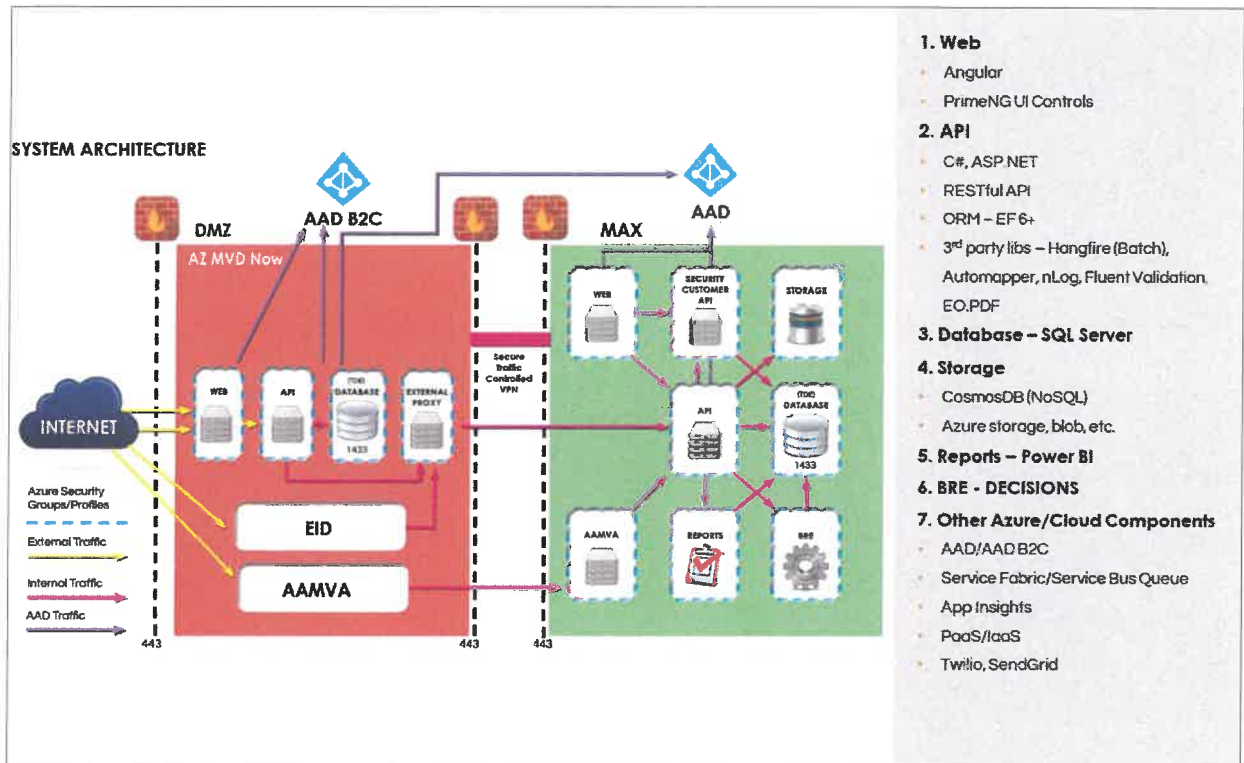 SYSTEM ARCHITECTURE
AAD B2C
AAD
DMZ
MAX
AZ MVD Now
WEB
SECURITY
CUSTOMER
API
STORAGE
Secure
Traffic
Controlled
VPN
INTERNET
WEB
API
(TDE)
DATABASE
1433
EXTERNAL
PROXY
API
(TDE)
DATABASE
1433
EID
AAMVA
AAMVA
REPORTS
BRE
443
443
443
Azure Security
Groups/Profiles
External Traffic
Internal Traffic
AAD Traffic
1. Web
Angular
PrimeNG UI Controls
2. API
C#, ASP.NET
RESTful API
ORM – EF 6+
3rd party libs – Hangfire (Batch),
Automapper, nLog, Fluent Validation,
EO.PDF
3. Database – SQL Server
4. Storage
CosmosDB (NoSQL)
Azure storage, blob, etc.
5. Reports – Power BI
6. BRE - DECISIONS
7. Other Azure/Cloud Components
AAD/AAD B2C
Service Fabric/Service Bus Queue
App Insights
PaaS/IaaS
Twilio, SendGrid